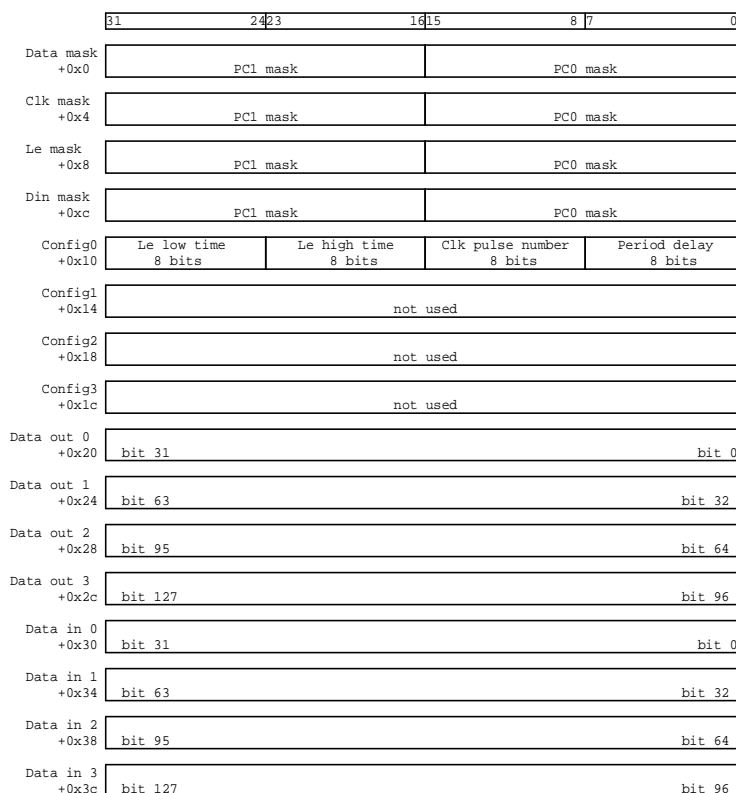 31 24 23 16 15 8 7 0
Data mask
+0x0 PC1 mask PC0 mask
Clk mask
+0x4 PC1 mask PC0 mask
Le mask
+0x8 PC1 mask PC0 mask
Din mask
+0xc PC1 mask PC0 mask
Config0 Le low time Le high time Clk pulse number Period delay
+0x10 8 bits 8 bits 8 bits 8 bits
Config1
+0x14 not used
Config2
+0x18 not used
Config3
+0x1c not used
Data out 0
+0x20 bit 31 bit 0
Data out 1
+0x24 bit 63 bit 32
Data out 2
+0x28 bit 95 bit 64
Data out 3
+0x2c bit 127 bit 96
Data in 0
+0x30 bit 31 bit 0
Data in 1
+0x34 bit 63 bit 32
Data in 2
+0x38 bit 95 bit 64
Data in 3
+0x3c bit 127 bit 96